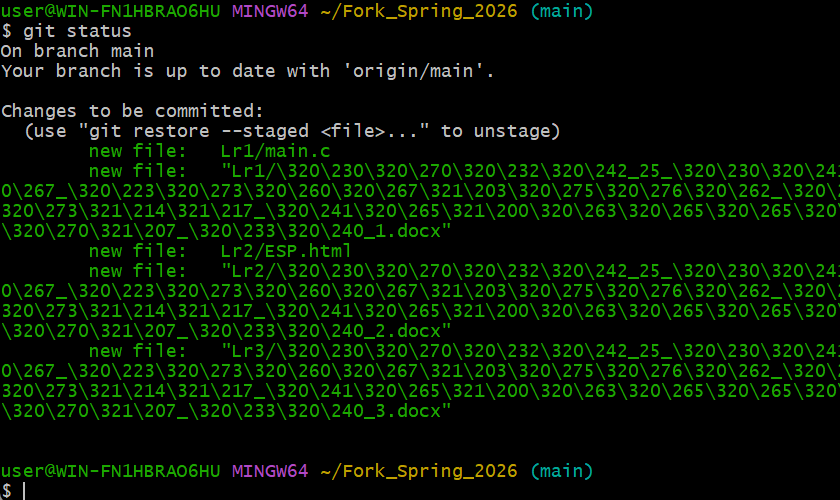 user@WIN-FN1HBRAO6HU MINGW64 ~/Fork_Spring_2026 (main)
$ git status
On branch main
Your branch is up to date with 'origin/main'.
Changes to be committed:
(use "git restore --staged <file>..." to unstage)
new file: Lr1/main.c
new file: "Lr1/\320\230\320\270\320\232\320\242_25_\320\230\320\241
0\267_\320\223\320\273\320\260\320\267\321\203\320\275\320\276\320\262_\320\
320\273\321\214\321\217_\320\241\320\265\321\200\320\263\320\265\320\265\320
\320\270\321\207_\320\233\320\240_1.docx"
new file: Lr2/ESP.html
new file: "Lr2/\320\230\320\270\320\232\320\242_25_\320\230\320\241
0\267_\320\223\320\273\320\260\320\267\321\203\320\275\320\276\320\262_\320\
320\273\321\214\321\217_\320\241\320\265\321\200\320\263\320\265\320\265\320
\320\270\321\207_\320\233\320\240_2.docx"
new file: "Lr3/\320\230\320\270\320\232\320\242_25_\320\230\320\241
0\267_\320\223\320\273\320\260\320\267\321\203\320\275\320\276\320\262_\320\
320\273\321\214\321\217_\320\241\320\265\321\200\320\263\320\265\320\265\320
\320\270\321\207_\320\233\320\240_3.docx"
user@WIN-FN1HBRAO6HU MINGW64 ~/Fork_Spring_2026 (main)
$